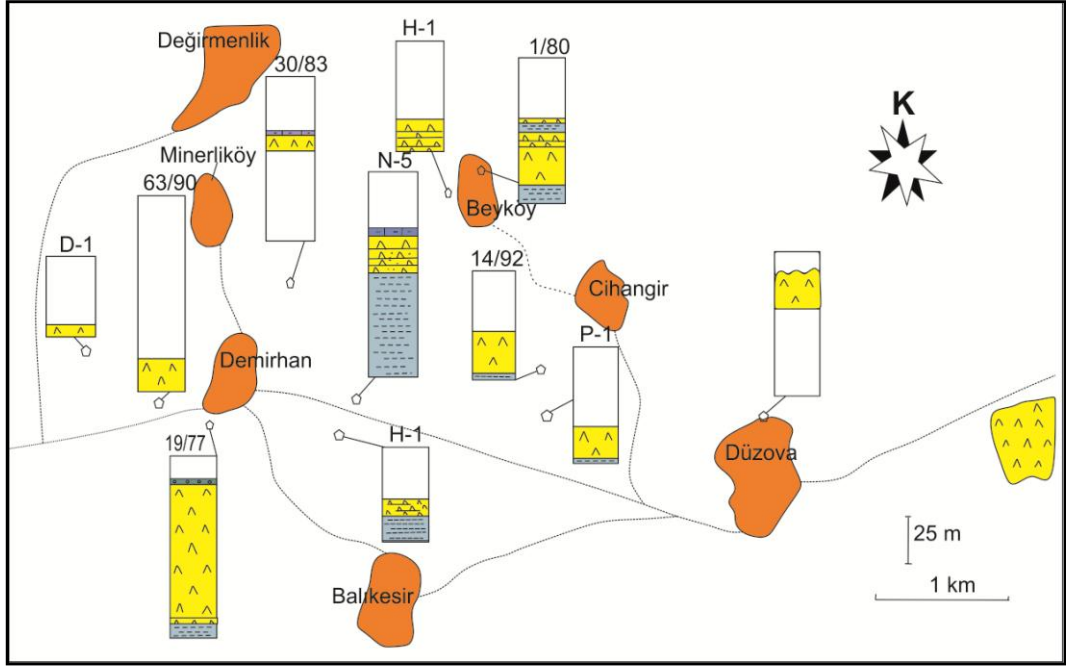 Değirmenlik
H-1
1/80
30/83
K
Minerliköy
N-5
63/90
Beyköy
D-1
14/92
Cihangir
P-1
Demirhan
19/77
H-1
Düzova
25 m
1 km
Balıkesir